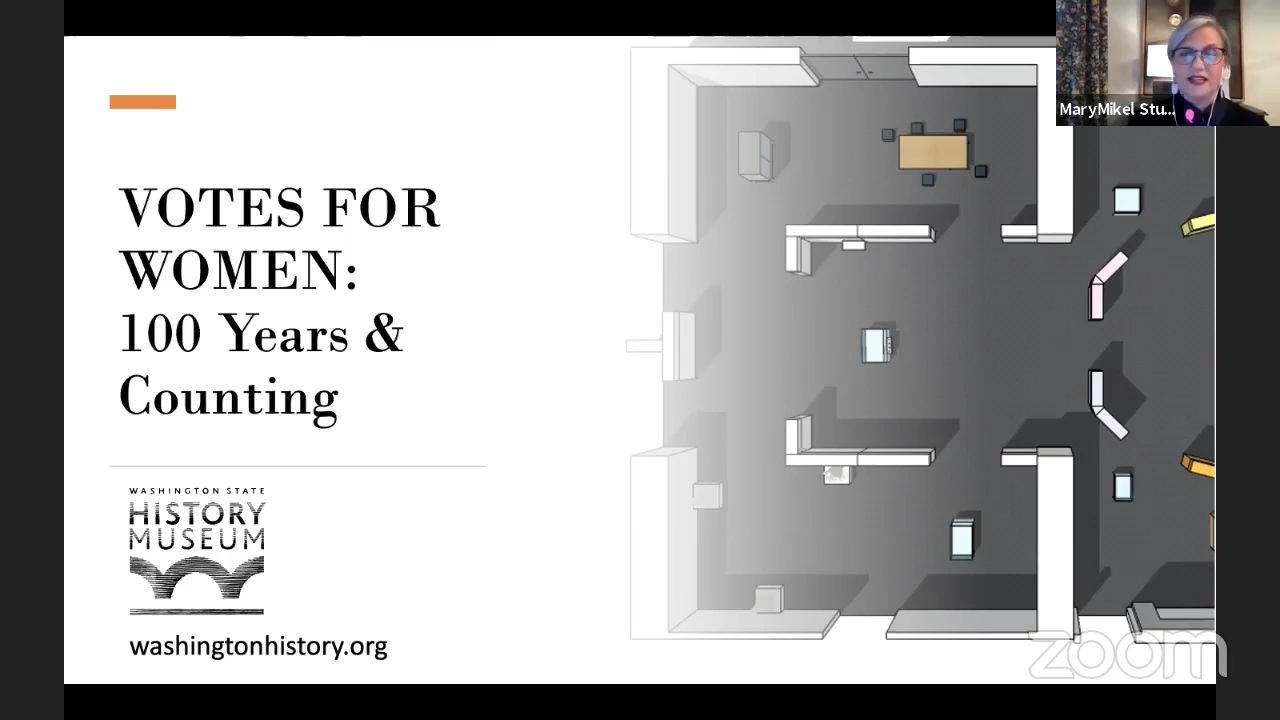 MaryMikel Stu...
VOTES FOR
WOMEN:
100 Years &
Counting
WASHINGTON STATE
HISTORY
MUSEUM
washingtonhistory.org
zoom